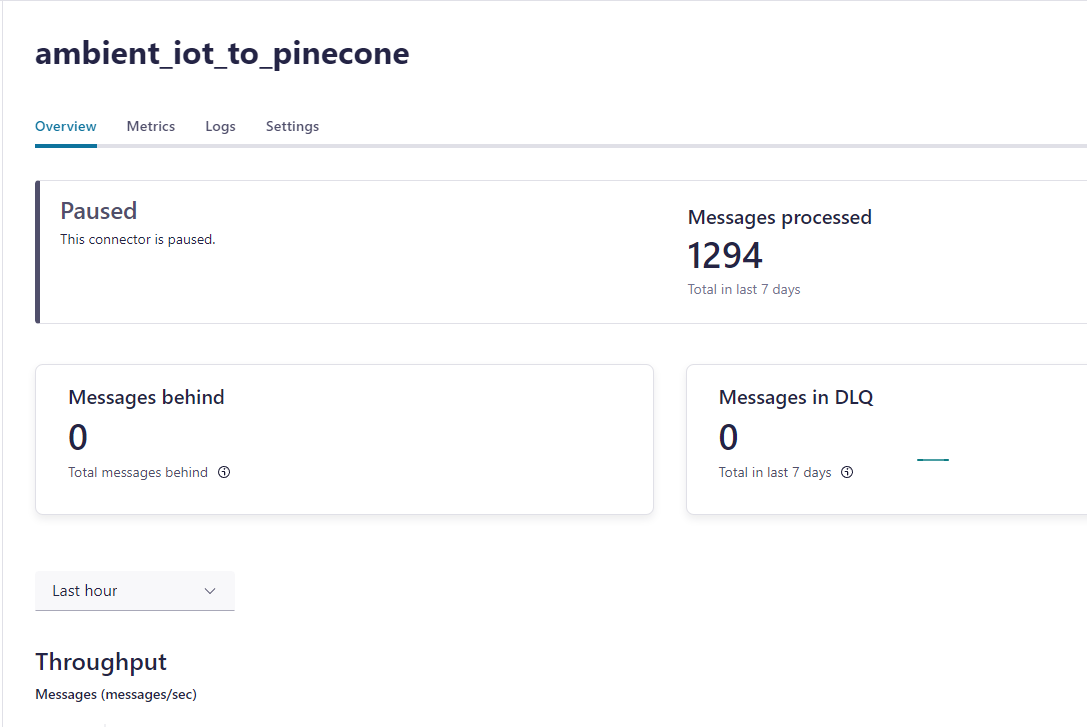 ambient_iot_to_pinecone
Overview Metrics Logs Settings
Paused
This connector is paused.
Messages processed
1294
Total in last 7 days
Messages behind
0
Total messages behind
Messages in DLQ
0
Total in last 7 days
Last hour
Throughput
Messages (messages/sec)